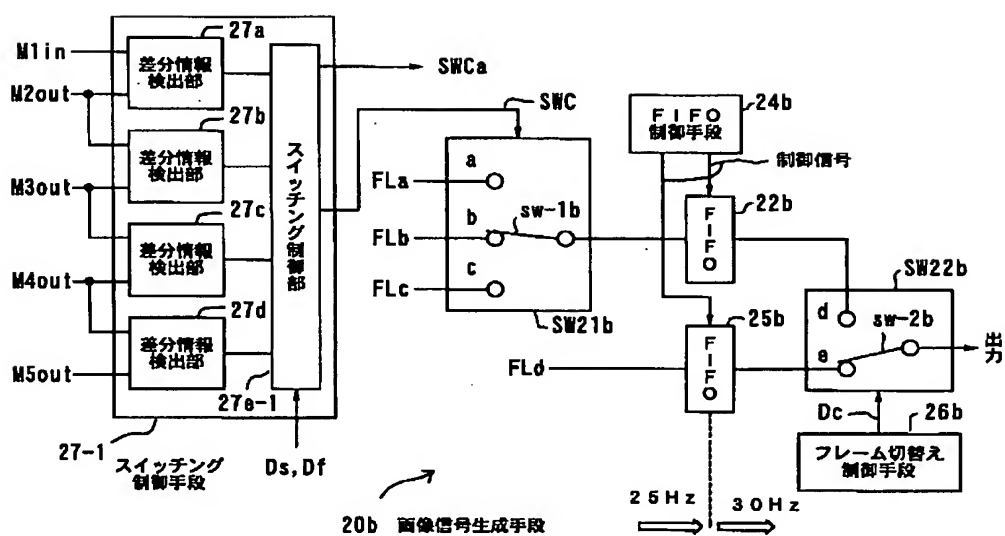 27a
M1in
差分情報
検出部
M2out
27b
差分情報
検出部
M3out
27c
差分情報
検出部
M4out
27d
差分情報
検出部
M5out
スイッチング制御部
27e-1
27-1
スイッチング
制御手段
Ds,Df
SWCa
SWC
a
FLa
b
FLb
sw-1b
c
FLc
SW21b
FIFO
制御手段
24b
制御信号
22b
FIFO
25b
FIFO
FLd
SW22b
d
sw-2b
e
出力
Dc
26b
フレーム切替え
制御手段
25Hz
30Hz
20b 画像信号生成手段